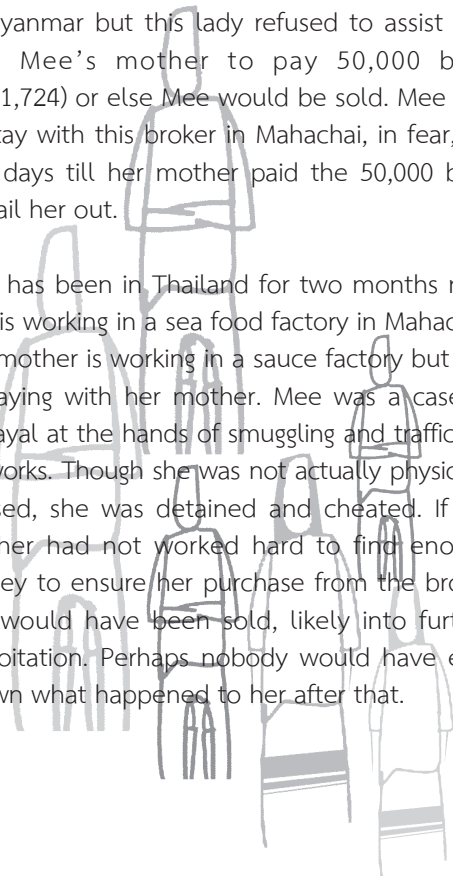 yanmar but this lady refused to assist
Mee’s mother to pay 50,000 b
1,724) or else Mee would be sold. Mee
tay with this broker in Mahachai, in fear,
days till her mother paid the 50,000 b
ail her out.
has been in Thailand for two months
is working in a sea food factory in Mahac
mother is working in a sauce factory but
aying with her mother. Mee was a case
ayal at the hands of smuggling and traffic
works. Though she was not actually physic
sed, she was detained and cheated. If
her had not worked hard to find eno
ey to ensure her purchase from the bro
would have been sold, likely into furt
oitation. Perhaps nobody would have e
wn what happened to her after that.